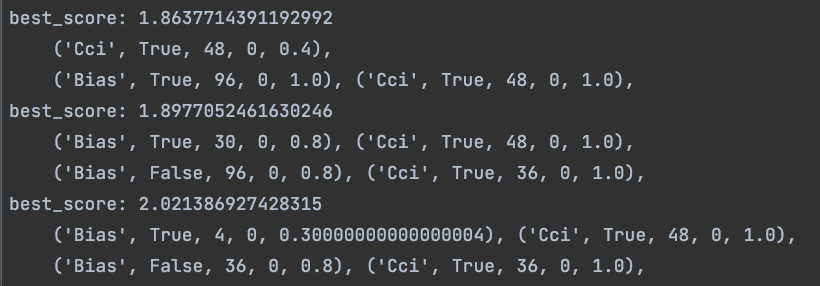 best_score: 1.8637714391192992
    ('Cci', True, 48, 0, 0.4),
    ('Bias', True, 96, 0, 1.0), ('Cci', True, 48, 0, 1.0),
best_score: 1.8977052461630246
    ('Bias', True, 30, 0, 0.8), ('Cci', True, 48, 0, 1.0),
    ('Bias', False, 96, 0, 0.8), ('Cci', True, 36, 0, 1.0),
best_score: 2.021386927428315
    ('Bias', True, 4, 0, 0.30000000000000004), ('Cci', True, 48, 0, 1.0),
    ('Bias', False, 36, 0, 0.8), ('Cci', True, 36, 0, 1.0),